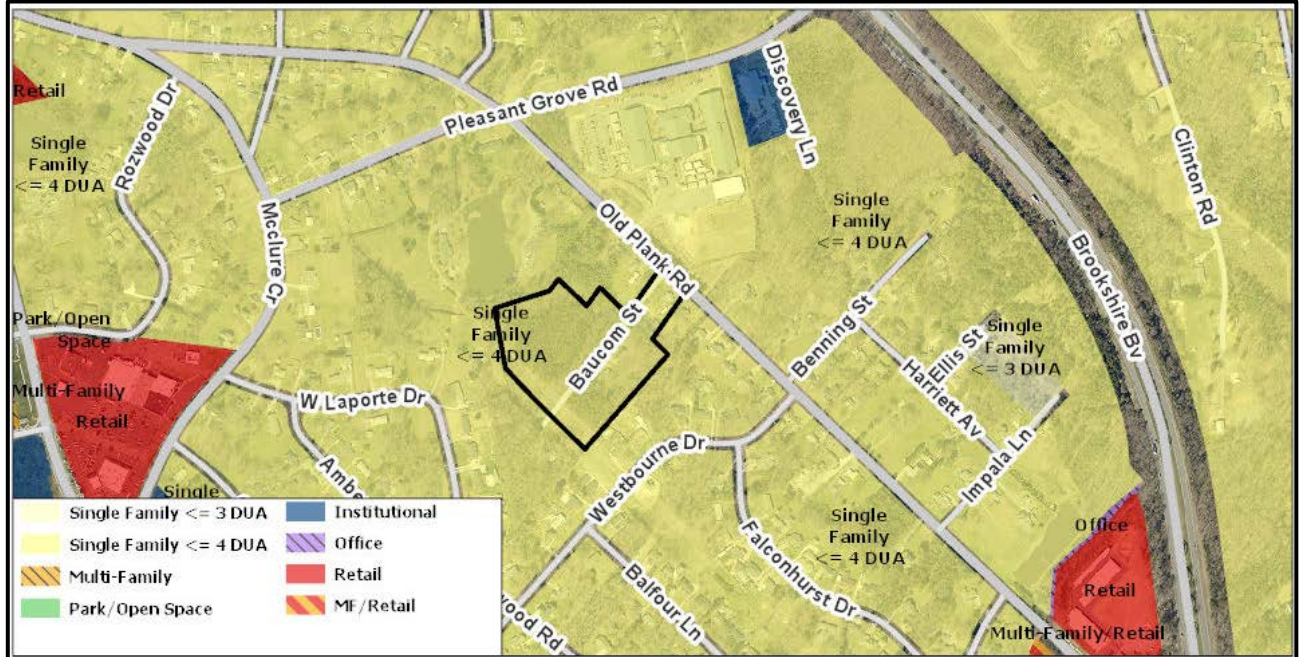 Retail
Rozwood Dr
Pleasant Grove Rd
Discovery Ln
Clinton Rd
Single
Family
<= 4 DUA
Mcclure Cr
Old Plank Rd
Single
Family
<= 4 DUA
Brookshire Bv
Park/Open
Space
Single
Family
<= 4 DUA
Baucom St
Benning St
Ellis St
Single
Family
<= 3 DUA
Harriett Av
Multi-Family
Retail
W Laporte Dr
Westbourne Dr
Impala Ln
Single
Falconhurst Dr
Single
Family
<= 4 DUA
Office
Retail
Balfour Ln
Multi-Family/Retail
Single Family <= 3 DUA
Single Family <= 4 DUA
Multi-Family
Park/Open Space
Institutional
Office
Retail
MF/Retail